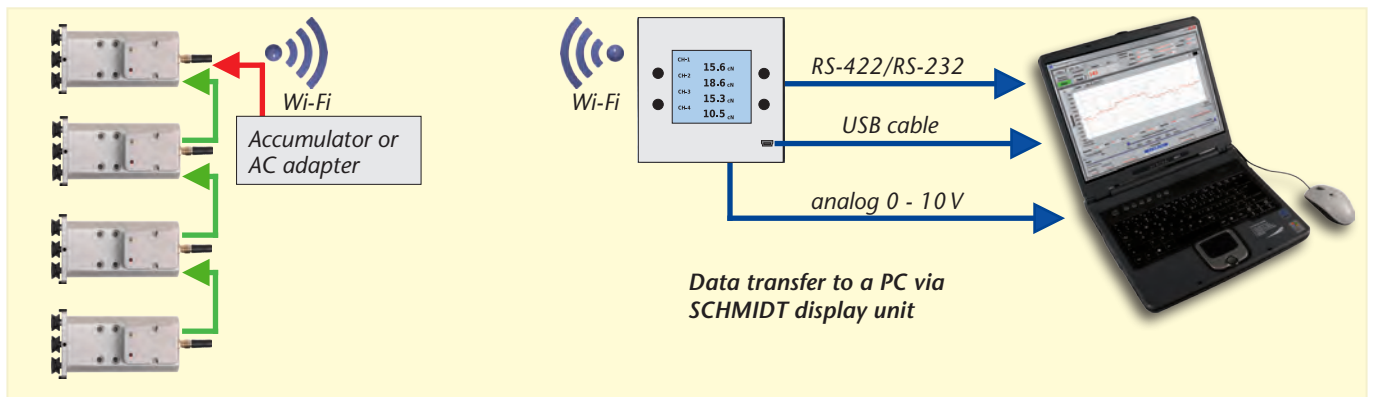 Wi-Fi
Accumulator or
AC adapter
Wi-Fi
CH-1
15.6 cN
CH-2
18.6 cN
CH-3
15.3 cN
CH-4
10.5 cN
RS-422/RS-232
USB cable
analog 0 - 10 V
Data transfer to a PC via
SCHMIDT display unit